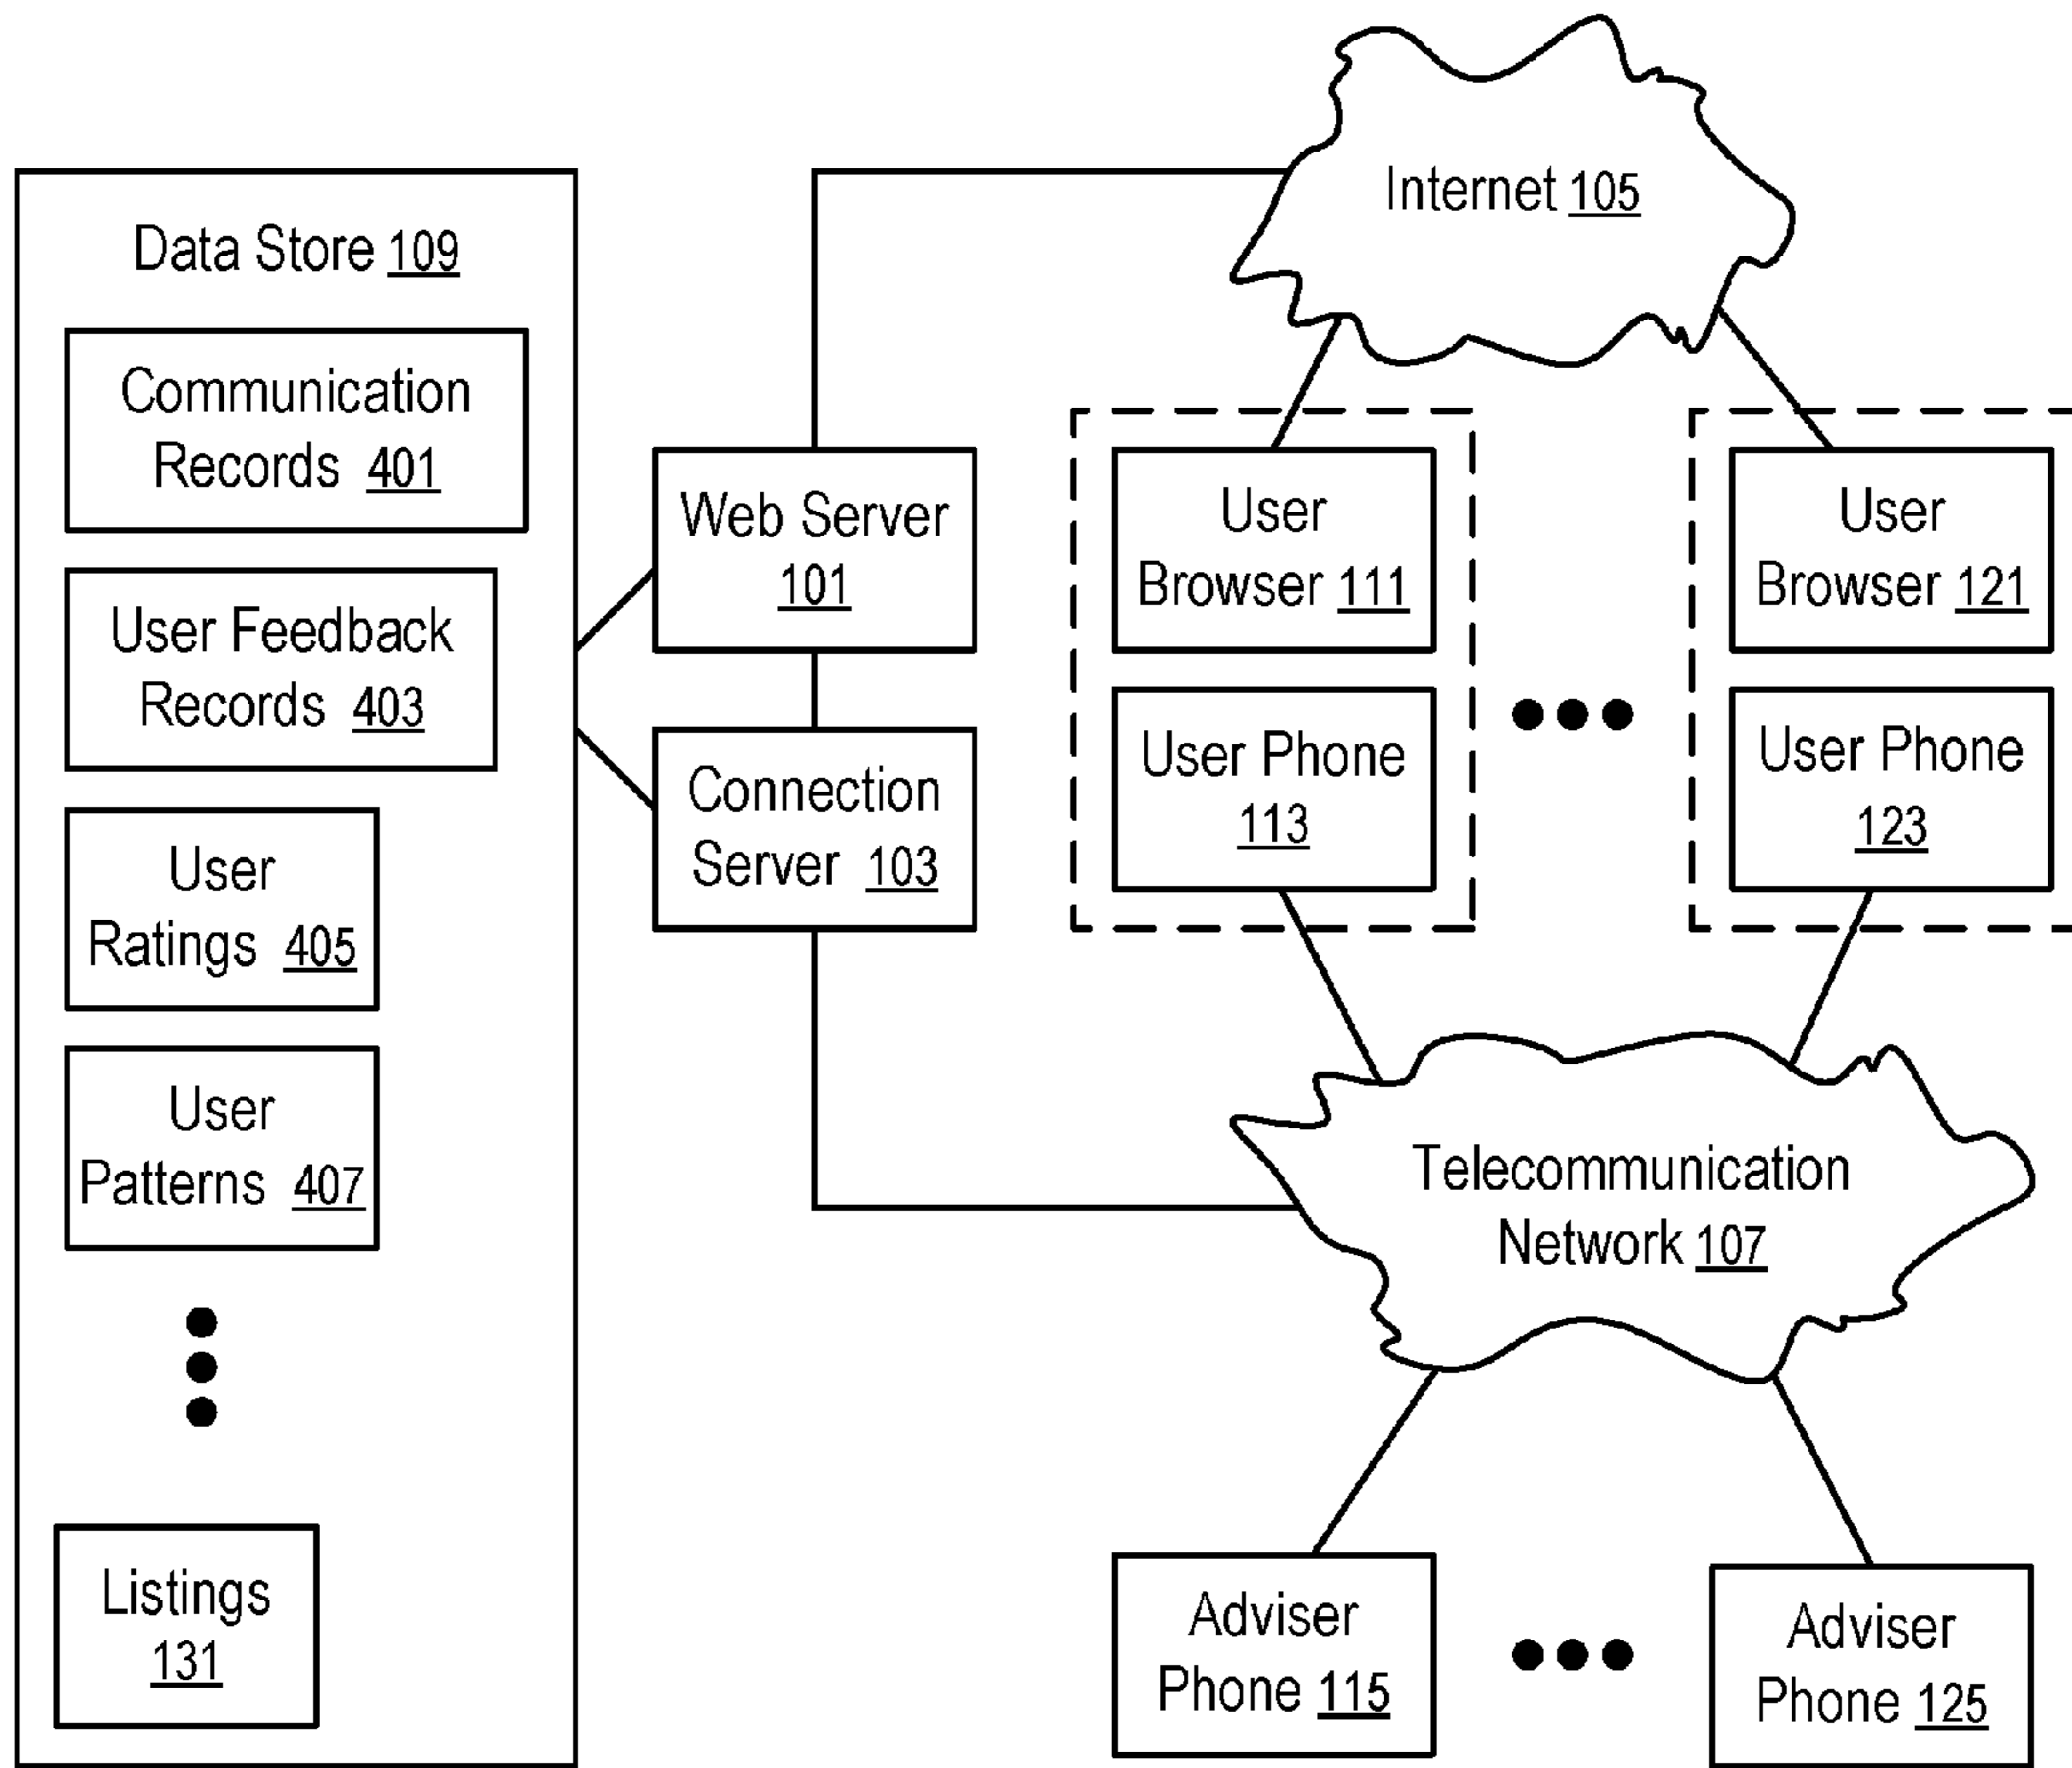 Data Store 109
Communication
Records 401
User Feedback
Records 403
User
Ratings 405
User
Patterns 407
Listings
131
Web Server
101
Connection
Server 103
Internet 105
User
Browser 111
User Phone
113
User
Browser 121
User Phone
123
Telecommunication
Network 107
Adviser
Phone 115
Adviser
Phone 125